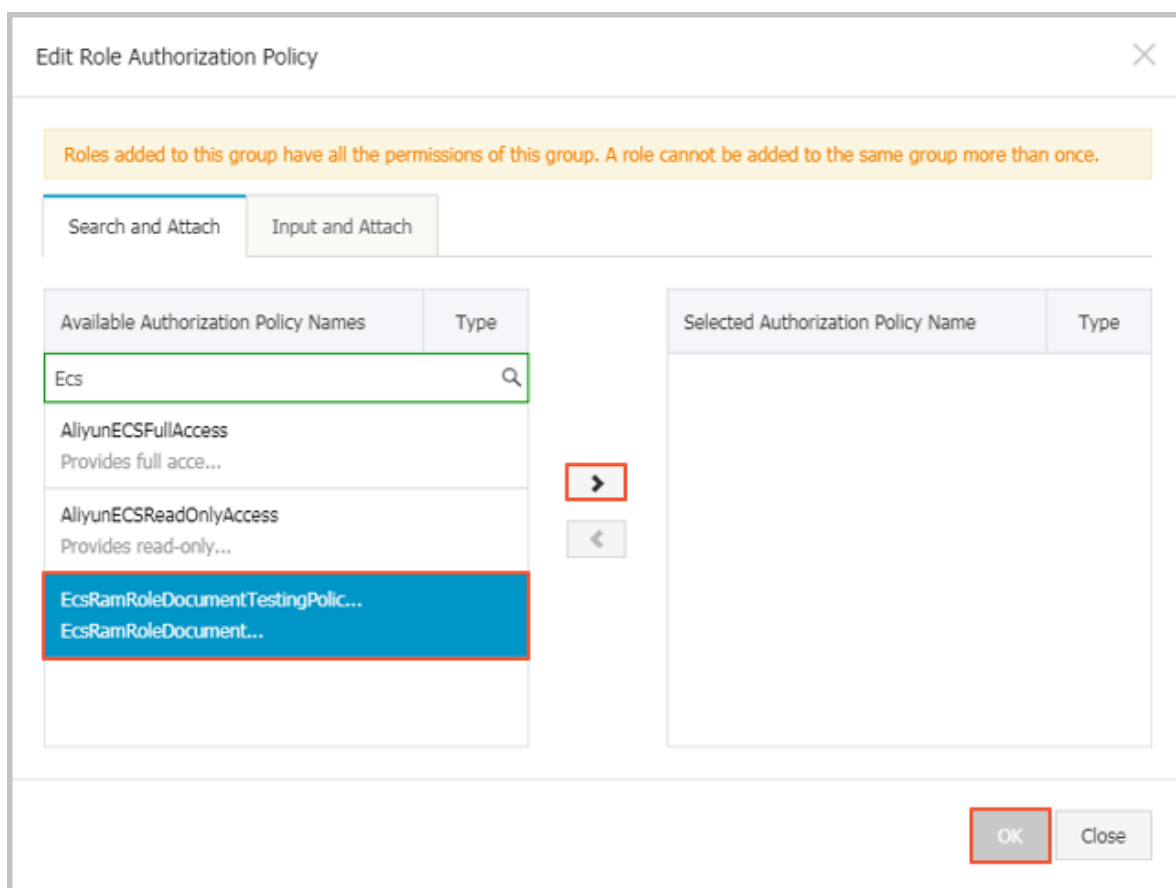 Edit Role Authorization Policy
Roles added to this group have all the permissions of this group. A role cannot be added to the same group more than once.
Search and Attach
Input and Attach
Available Authorization Policy Names
Type
Selected Authorization Policy Name
Type
Ecs
AliyunECSFullAccess
Provides full acce...
AliyunECSReadOnlyAccess
Provides read-only...
EcsRamRoleDocumentTestingPolic...
EcsRamRoleDocument...
OK
Close